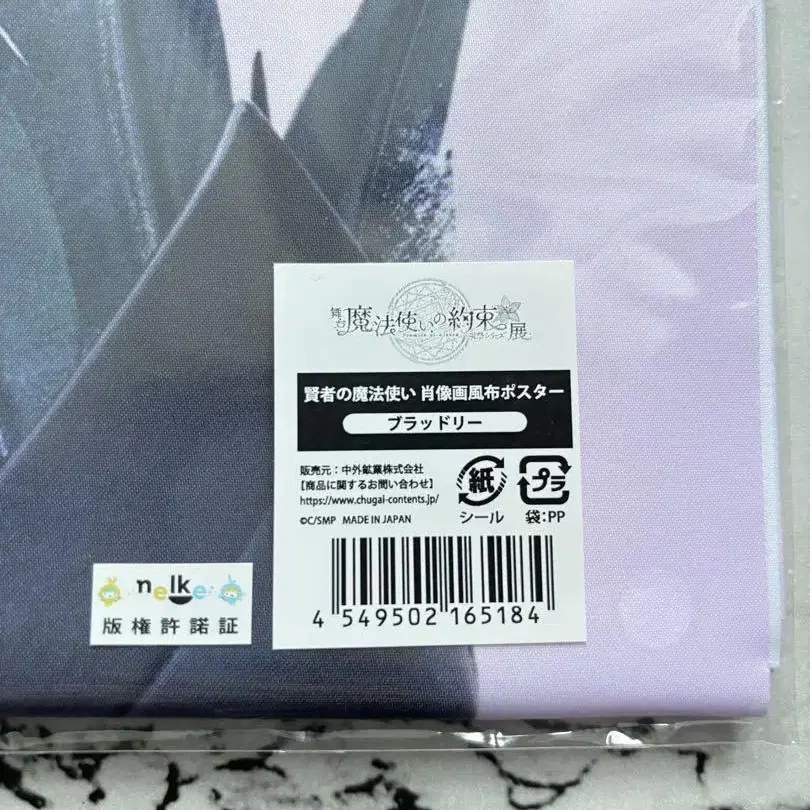 舞台 魔法使いの約束 展
賢者の魔法使い 肖像画風布ポスター
ブラッドリー
販売元：中外鉱業株式会社
【商品に関するお問い合わせ】
https://www.chugai-contents.jp/
©C/SMP MADE IN JAPAN
紙
シール
プラ
袋:PP
4 549502 165184
nelke
版権許諾証